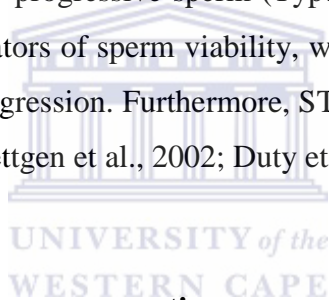 progressive sperm (Typ
ators of sperm viability, w
gression. Furthermore, ST
ettgen et al., 2002; Duty et
UNIVERSITY of the
WESTERN CAPE